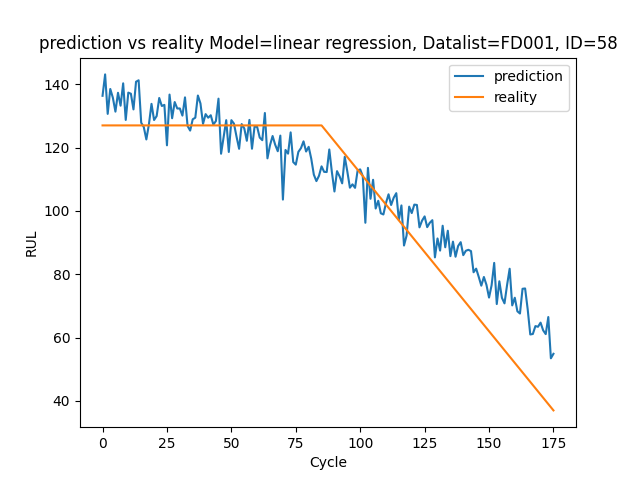 prediction vs reality Model=linear regression, Datalist=FD001, ID=58
prediction
reality
RUL
140
120
100
80
60
40
0 25 50 75 100 125 150 175
Cycle